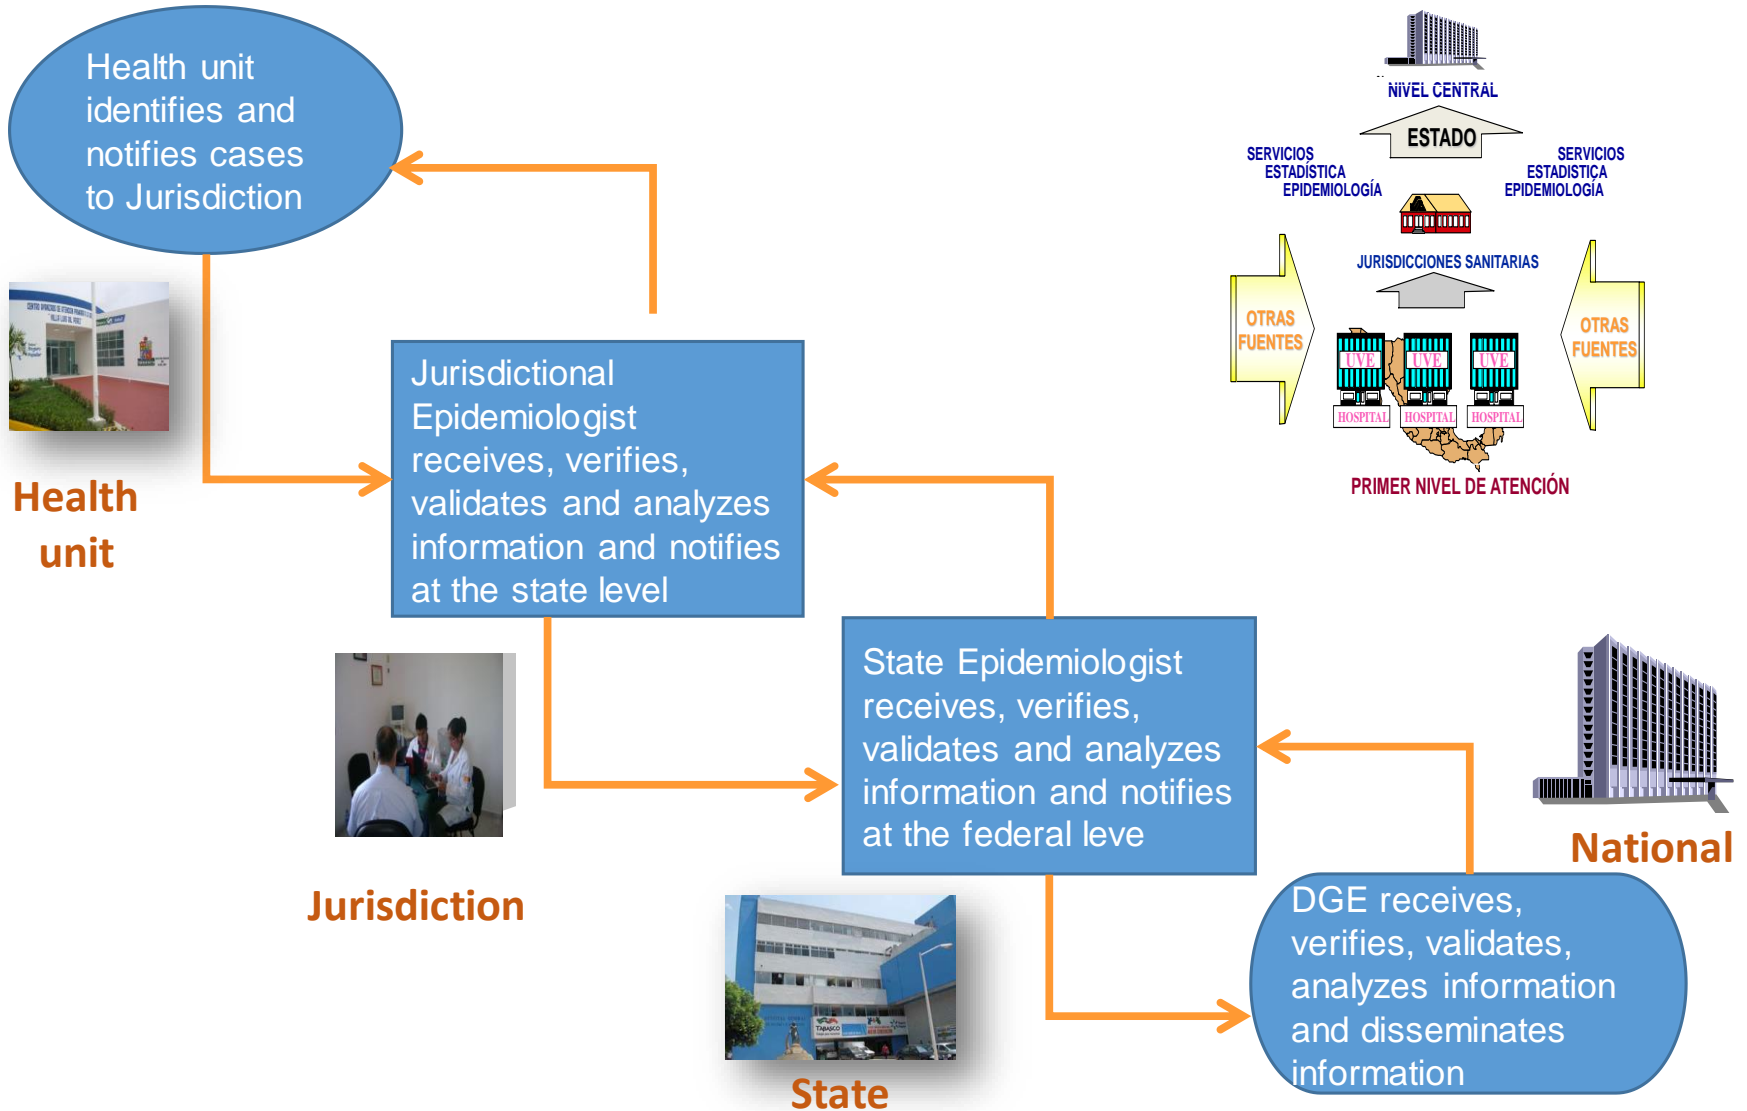 Health unit
identifies and
notifies cases
to Jurisdiction
Health
unit
Jurisdictional
Epidemiologist
receives, verifies,
validates and analyzes
information and notifies
at the state level
Jurisdiction
State Epidemiologist
receives, verifies,
validates and analyzes
information and notifies
at the federal leve
TABASCO
State
National
DGE receives,
verifies, validates,
analyzes information
and disseminates
information
NIVEL CENTRAL
ESTADO
SERVICIOS
ESTADÍSTICA
EPIDEMIOLOGÍA
SERVICIOS
ESTADISTICA
EPIDEMIOLOGÍA
JURISDICCIONES SANITARIAS
OTRAS
FUENTES
OTRAS
FUENTES
UVE
UVE
UVE
HOSPITAL
HOSPITAL
HOSPITAL
PRIMER NIVEL DE ATENCIÓN